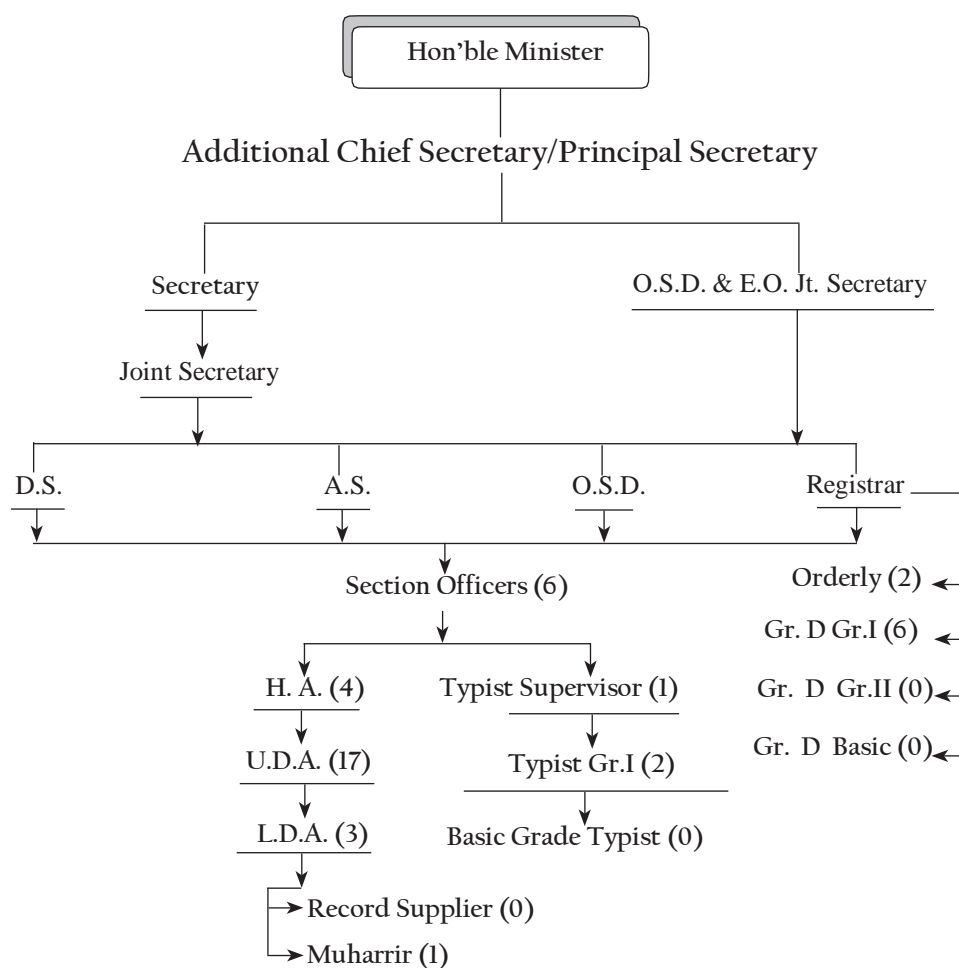 Hon’ble Minister
Additional Chief Secretary/Principal Secretary
Secretary
O.S.D. & E.O. Jt. Secretary
Joint Secretary
D.S.
A.S.
O.S.D.
Registrar
Section Officers (6)
Orderly (2)
Gr. D Gr.I (6)
H. A. (4)
Typist Supervisor (1)
Gr. D Gr.II (0)
U.D.A. (17)
Typist Gr.I (2)
Gr. D Basic (0)
L.D.A. (3)
Basic Grade Typist (0)
Record Supplier (0)
Muharrir (1)